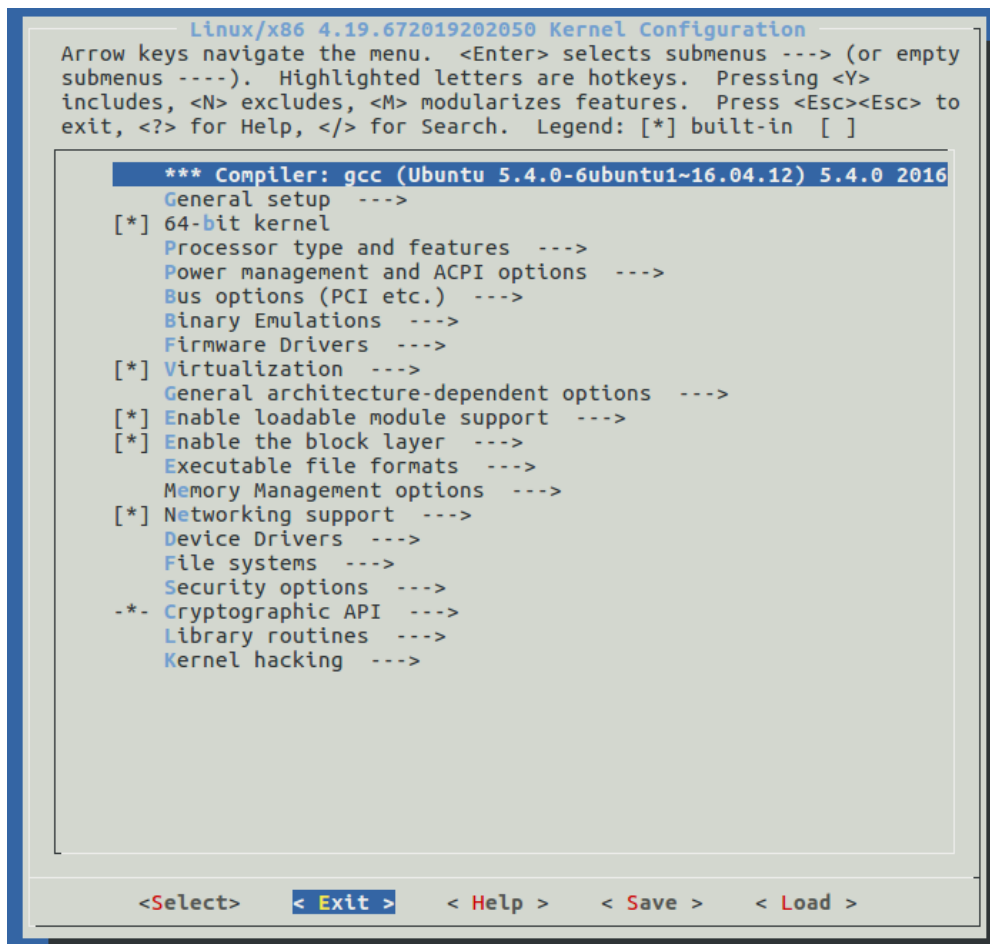 Linux/x86 4.19.672019202050 Kernel Configuration
Arrow keys navigate the menu.  <Enter> selects submenus ---> (or empty
submenus ----).  Highlighted letters are hotkeys.  Pressing <Y>
includes, <N> excludes, <M> modularizes features.  Press <Esc><Esc> to
exit, <?> for Help, </> for Search.  Legend: [*] built-in  [ ]
*** Compiler: gcc (Ubuntu 5.4.0-6ubuntu1~16.04.12) 5.4.0 2016
General setup  --->
[*] 64-bit kernel
Processor type and features  --->
Power management and ACPI options  --->
Bus options (PCI etc.)  --->
Binary Emulations  --->
Firmware Drivers  --->
[*] Virtualization  --->
General architecture-dependent options  --->
[*] Enable loadable module support  --->
[*] Enable the block layer  --->
Executable file formats  --->
Memory Management options  --->
[*] Networking support  --->
Device Drivers  --->
File systems  --->
Security options  --->
-*- Cryptographic API  --->
Library routines  --->
Kernel hacking  --->
<Select>    < Exit >    < Help >    < Save >    < Load >